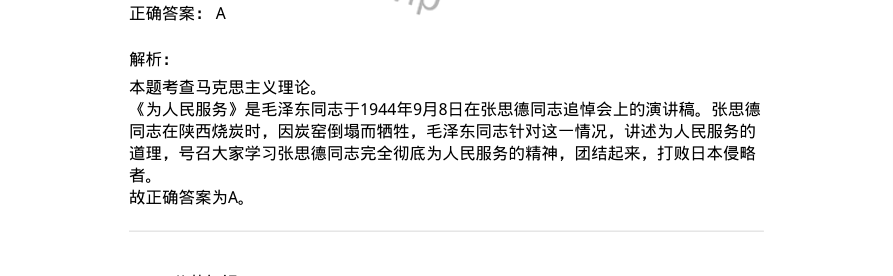 正确答案： A
解析：
本题考查马克思主义理论。
《为人民服务》是毛泽东同志于1944年9月8日在张思德同志追悼会上的演讲稿。张思德
同志在陕西烧炭时，因炭窑倒塌而牺牲，毛泽东同志针对这一情况，讲述为人民服务的
道理，号召大家学习张思德同志完全彻底为人民服务的精神，团结起来，打败日本侵略
者。
故正确答案为A。